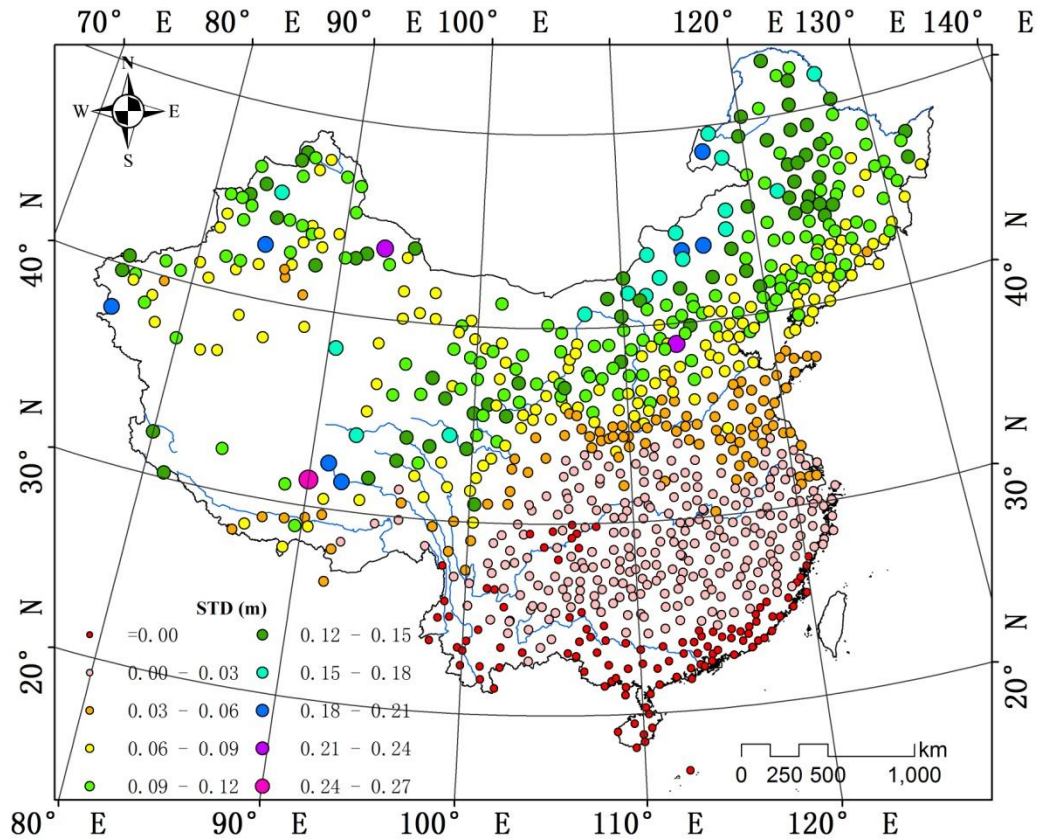 70° E 80° E 90° E 100° E 120° E 130° E 140° E
N
W E
S
40° N
30° N
20° N
40° N
30° N
20° N
STD (m)
=0.00
0.00 - 0.03
0.03 - 0.06
0.06 - 0.09
0.09 - 0.12
0.12 - 0.15
0.15 - 0.18
0.18 - 0.21
0.21 - 0.24
0.24 - 0.27
km
0 250 500 1,000
80° E 90° E 100° E 110° E 120° E